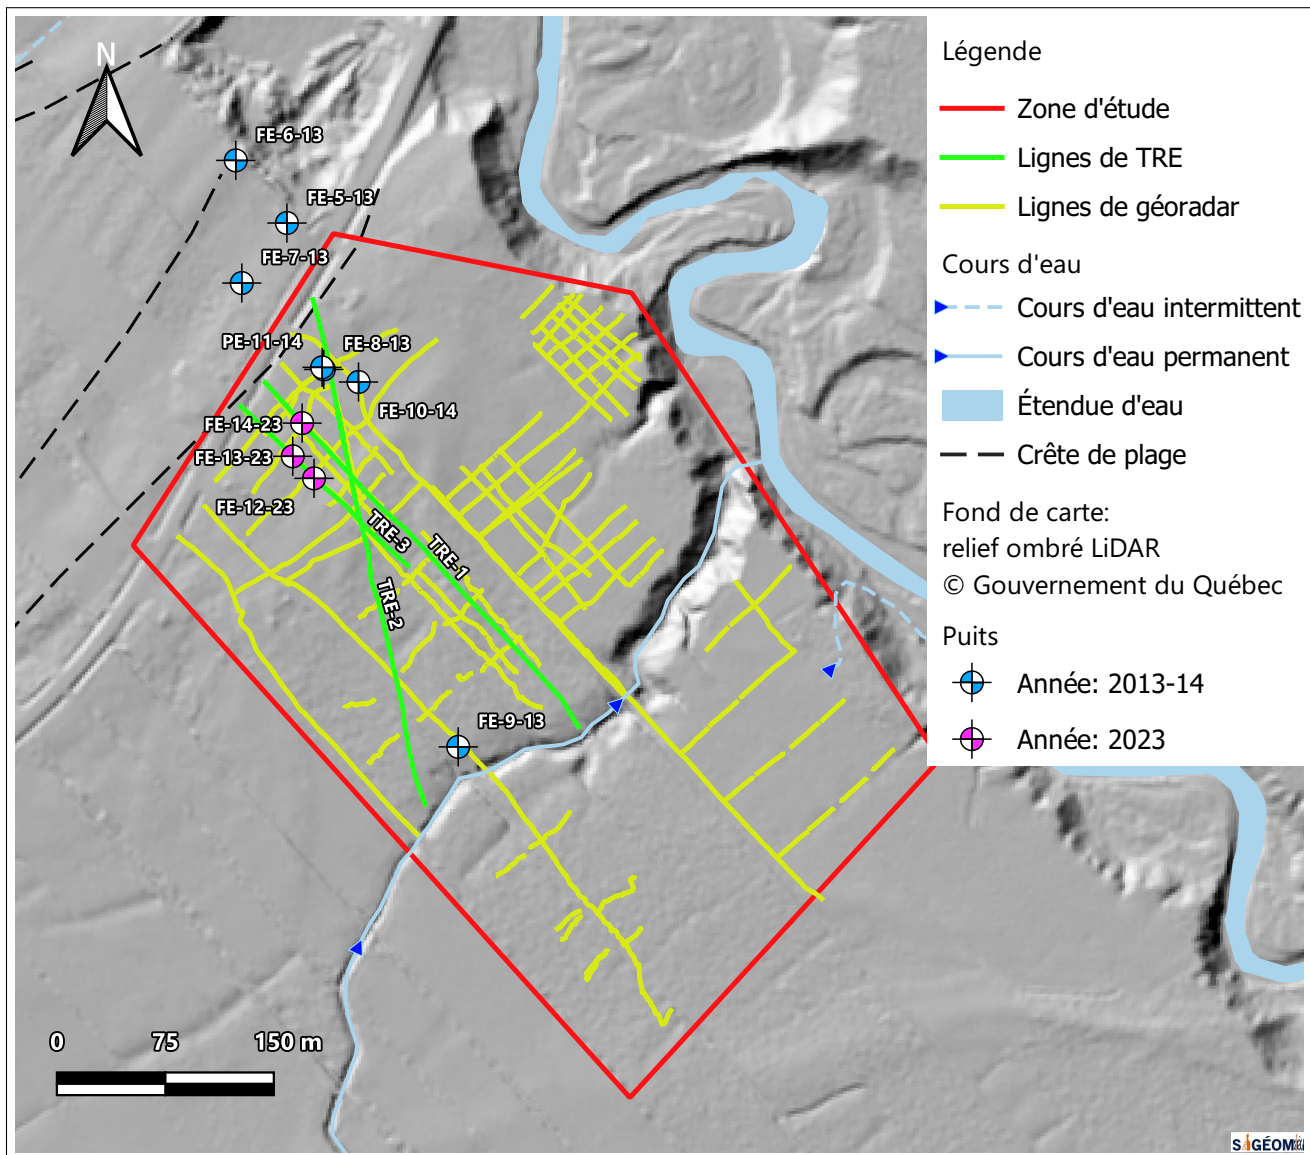 N
FE-6-13
FE-5-13
FE-7-13
PE-11-14
FE-8-13
FE-10-14
FE-14-23
FE-13-23
FE-12-23
TRE-3
TRE-1
TRE-2
FE-9-13
0 75 150 m
Légende
Zone d'étude
Lignes de TRE
Lignes de géoradar
Cours d'eau
Cours d'eau intermittent
Cours d'eau permanent
Étendue d'eau
Crête de plage
Fond de carte:
relief ombré LiDAR
© Gouvernement du Québec
Puits
Année: 2013-14
Année: 2023